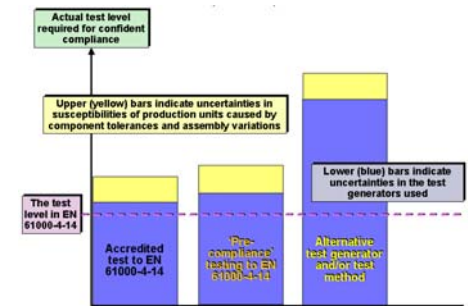 Actual test level
required for confident
compliance
Upper (yellow) bars indicate uncertainties in
susceptibilities of production units caused by
component tolerances and assembly variations
Lower (blue) bars indicate
uncertainties in the test
generators used
The test
level in EN
61000-4-14
Accredited
test to EN
61000-4-14
'Pre-
compliance'
testing to EN
61000-4-14
Alternative
test generator
and/or test
method